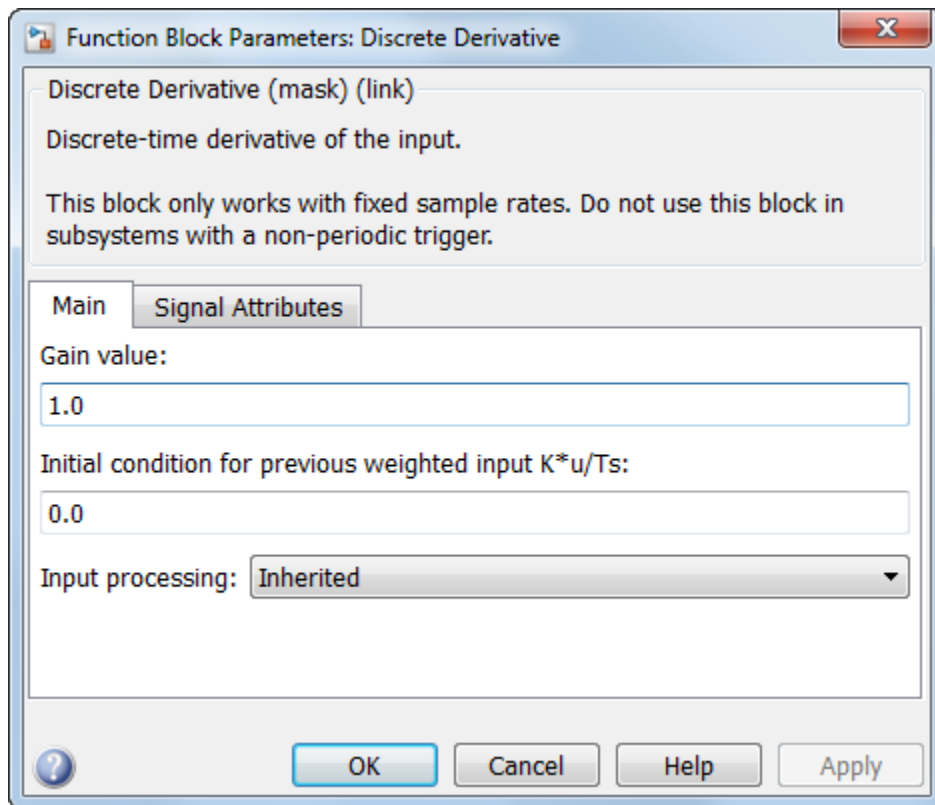 Function Block Parameters: Discrete Derivative
Discrete Derivative (mask) (link)
Discrete-time derivative of the input.
This block only works with fixed sample rates. Do not use this block in
subsystems with a non-periodic trigger.
Main Signal Attributes
Gain value:
1.0
Initial condition for previous weighted input K*u/Ts:
0.0
Input processing: Inherited
OK Cancel Help Apply